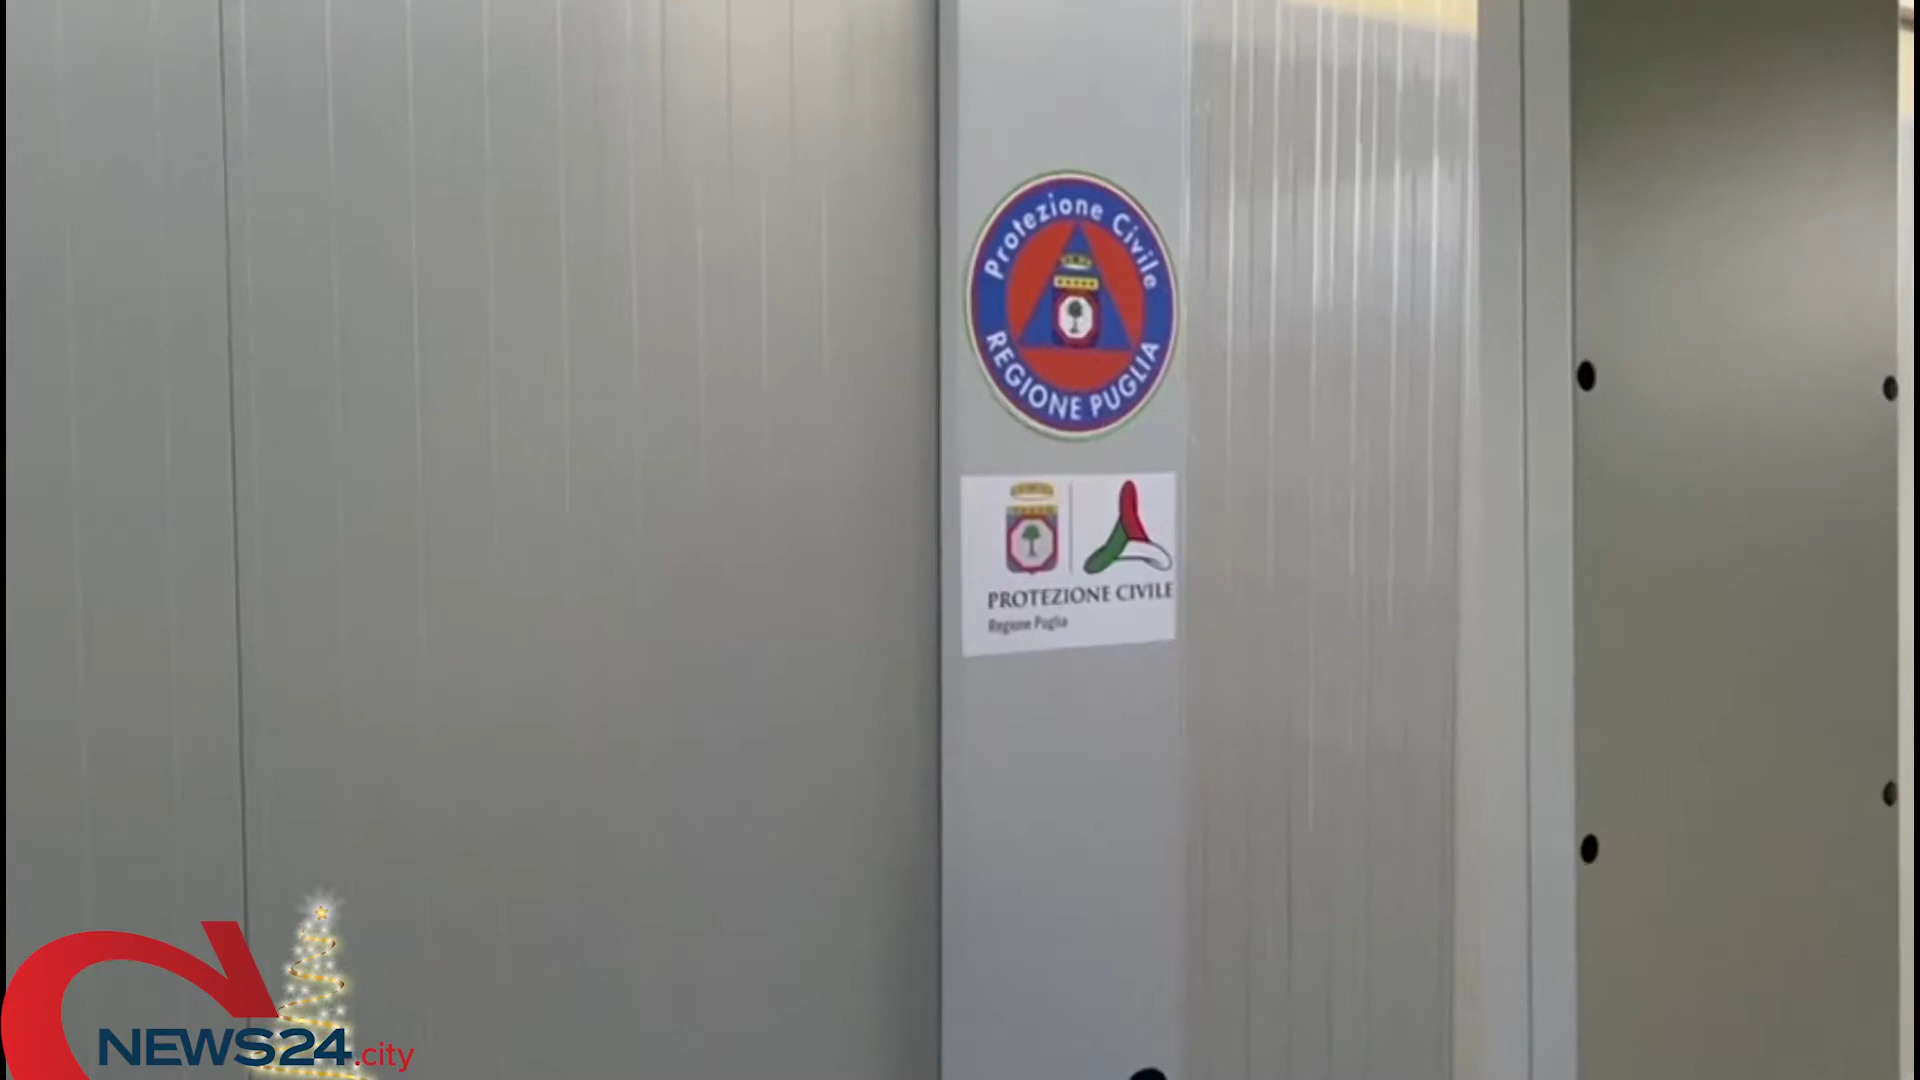 Protezione Civile
REGIONE PUGLIA
PROTEZIONE CIVILE
Regione Puglia
NEWS24.city